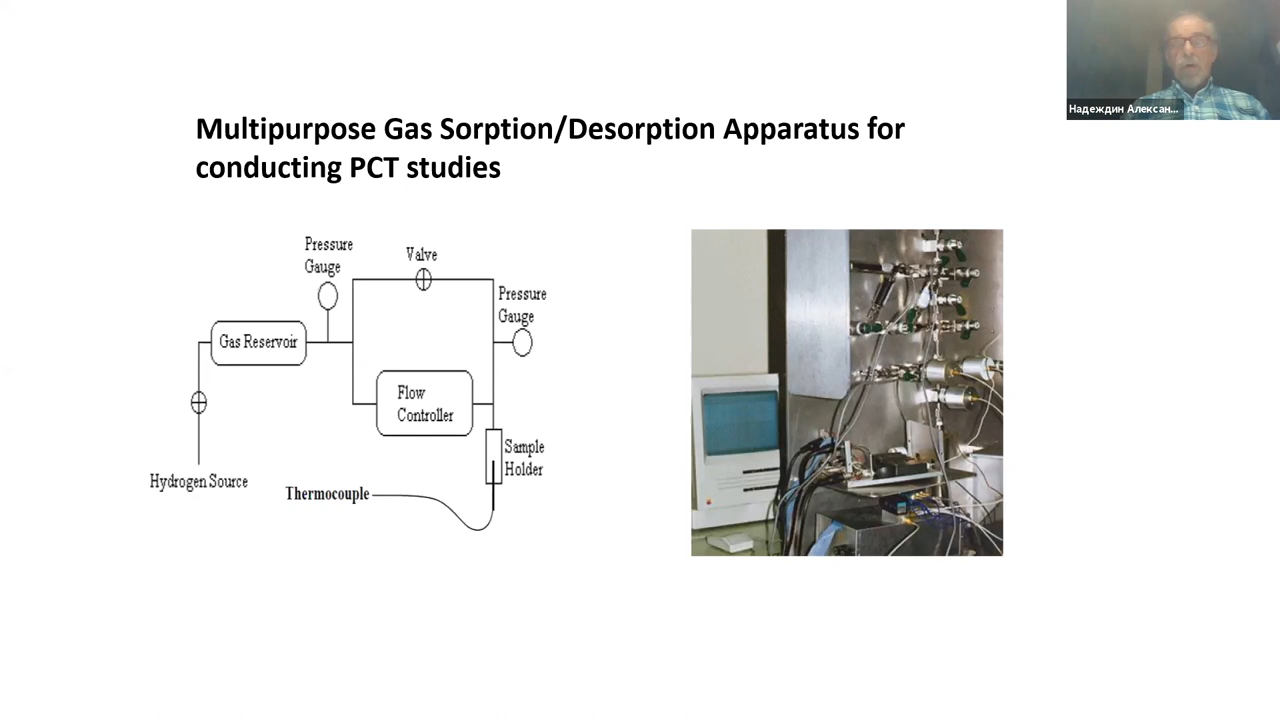 Надеждин Алексан...
Multipurpose Gas Sorption/Desorption Apparatus for
conducting PCT studies
Pressure
Gauge
Valve
Pressure
Gauge
Gas Reservoir
Flow
Controller
Sample
Holder
Hydrogen Source
Thermocouple